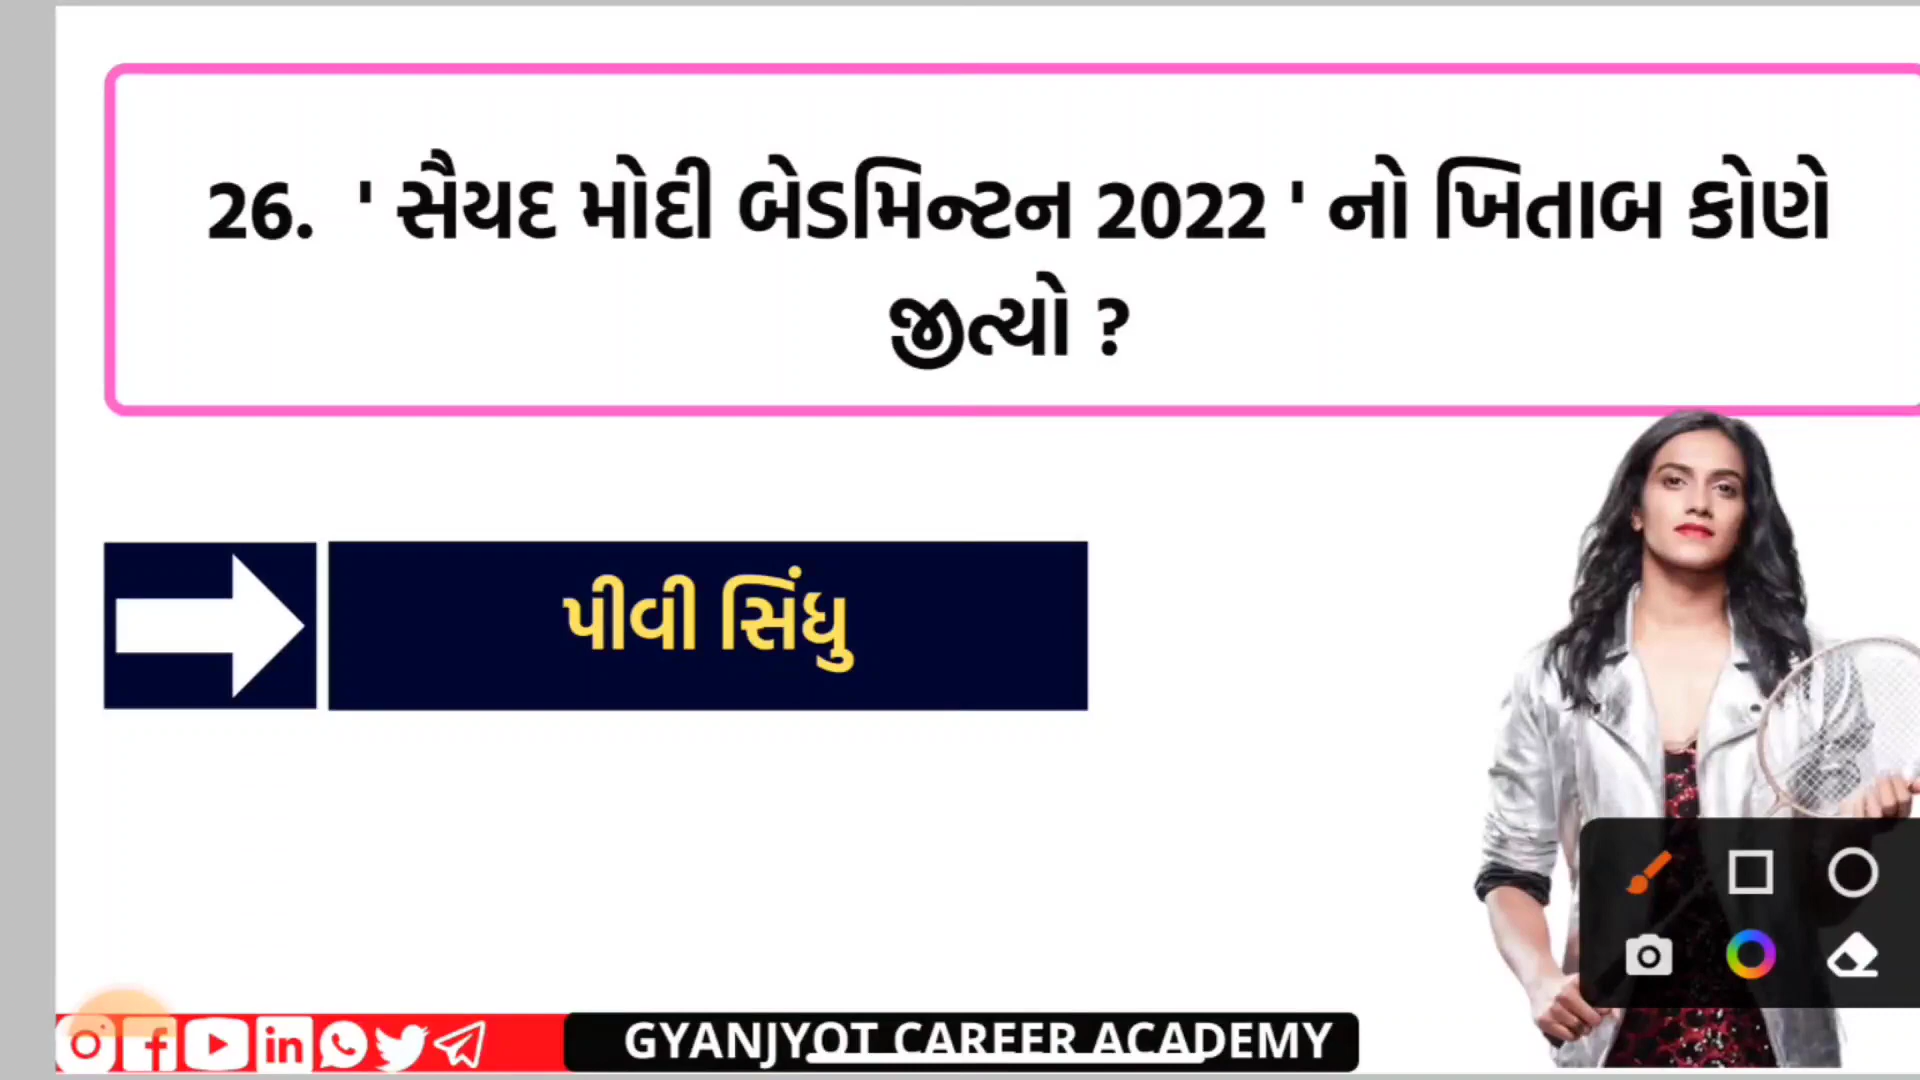 26. ' સૈયદ મોદી બેડમિન્ટન 2022 ' નો ખિતાબ કોણે
જીત્યો ?
પીવી સિંધુ
GYANJYOT CAREER ACADEMY